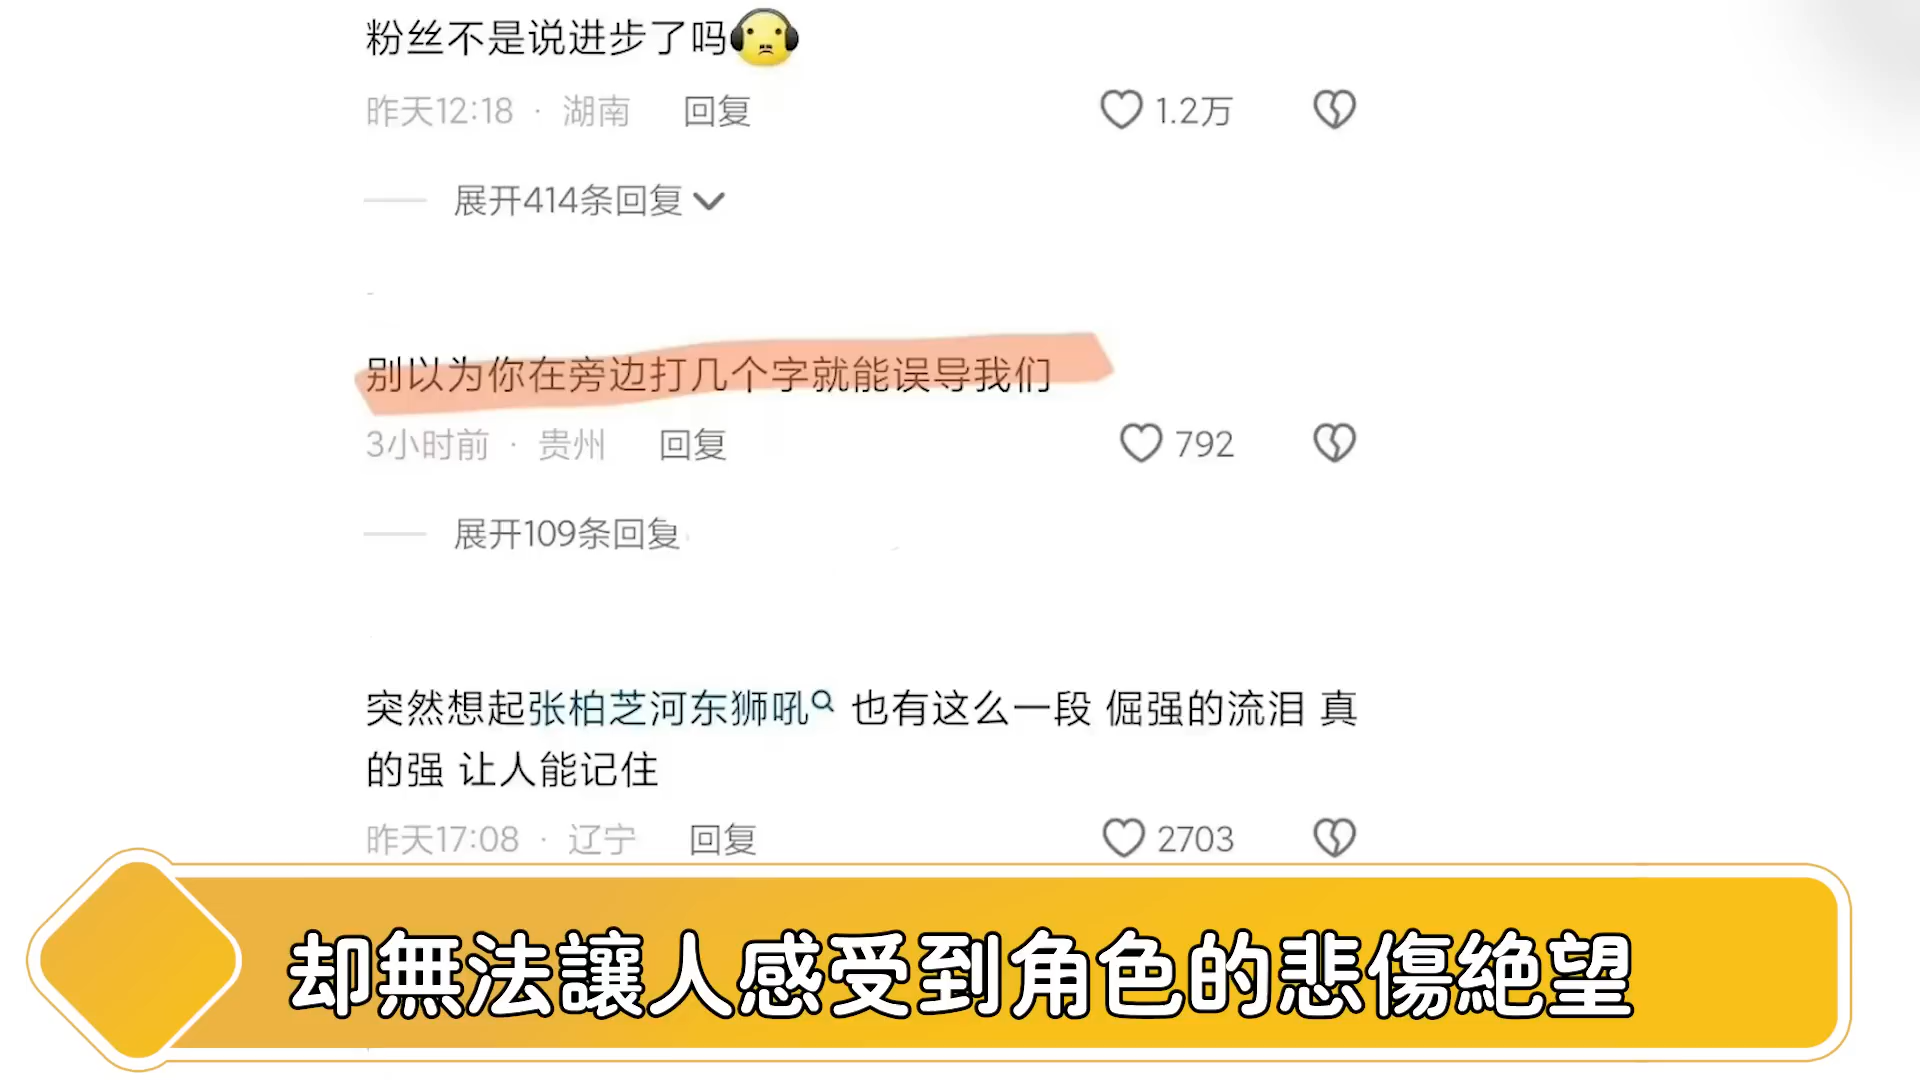 粉丝不是说进步了吗
昨天12:18 · 湖南 回复 1.2万
展开414条回复
别以为你在旁边打几个字就能误导我们
3小时前 · 贵州 回复 792
展开109条回复
突然想起张柏芝河东狮吼 也有这么一段 倔强的流泪 真
的强 让人能记住
昨天17:08 · 辽宁 回复 2703
却無法讓人感受到角色的悲傷絶望